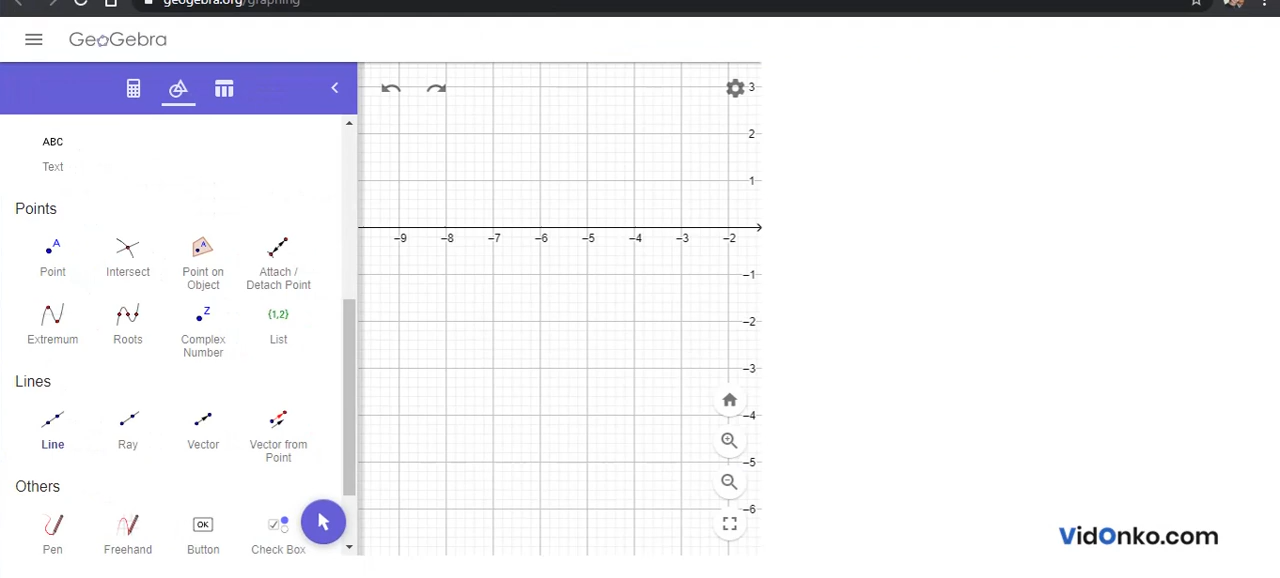 geogebra.org/graphing
GeoGebra
ABC
Text
Points
A
Point
Intersect
A
Point on
Object
Attach /
Detach Point
Extremum
Roots
Z
Complex
Number
{1,2}
List
Lines
Line
Ray
Vector
Vector from
Point
Others
Pen
Freehand
OK
Button
Check Box
3
2
1
−9 −8 −7 −6 −5 −4 −3 −2
−1
−2
−3
−4
−5
−6
VidOnko.com